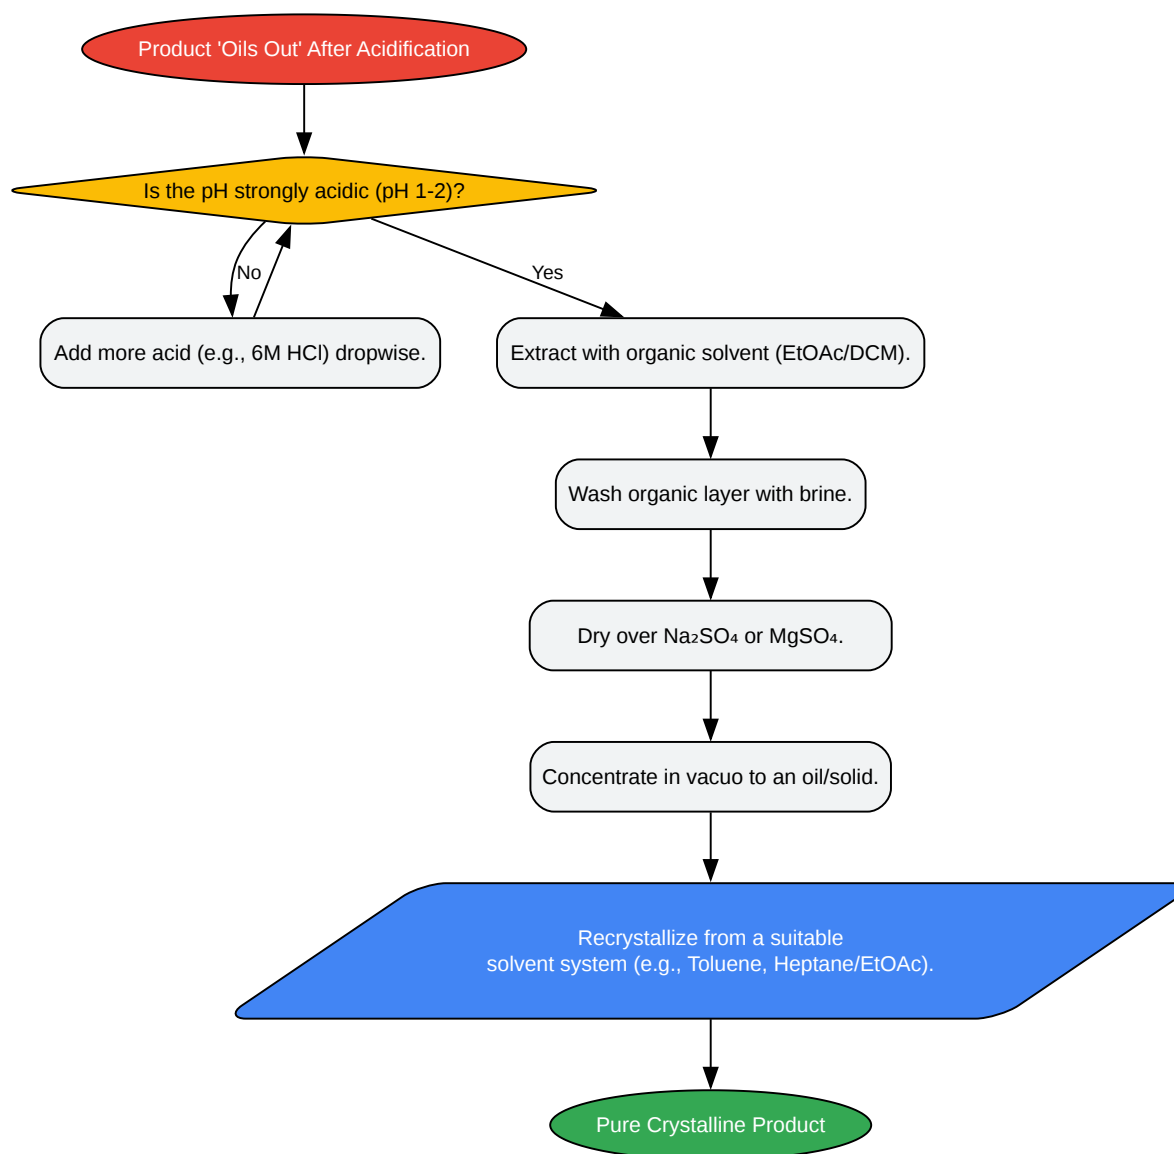 Product 'Oils Out' After Acidification
Is the pH strongly acidic (pH 1-2)?
No
Yes
Add more acid (e.g., 6M HCl) dropwise.
Extract with organic solvent (EtOAc/DCM).
Wash organic layer with brine.
Dry over Na₂SO₄ or MgSO₄.
Concentrate in vacuo to an oil/solid.
Recrystallize from a suitable
solvent system (e.g., Toluene, Heptane/EtOAc).
Pure Crystalline Product